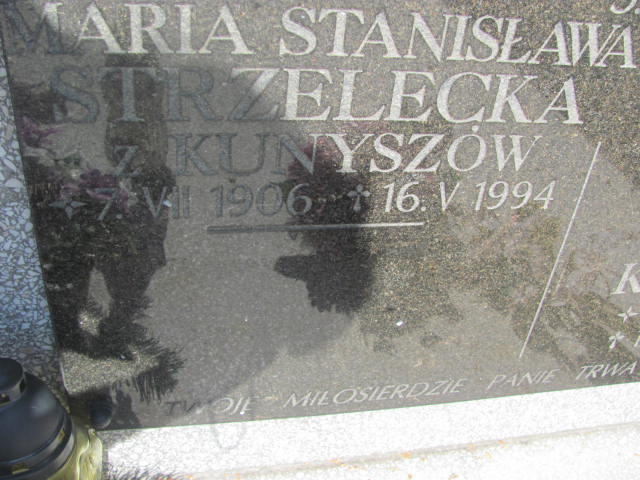 MARIA STANISŁAWA
STRZELECKA
Z KUNYSZÓW
7. VII 1906 16. V 1994
K
TWOJE MIŁOSIERDZIE PANIE TRWA